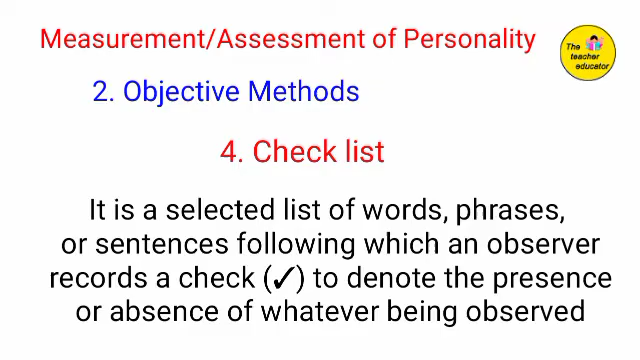 Measurement/Assessment of Personality
The
teacher
educator
2. Objective Methods
4. Check list
It is a selected list of words, phrases,
or sentences following which an observer
records a check (✓) to denote the presence
or absence of whatever being observed